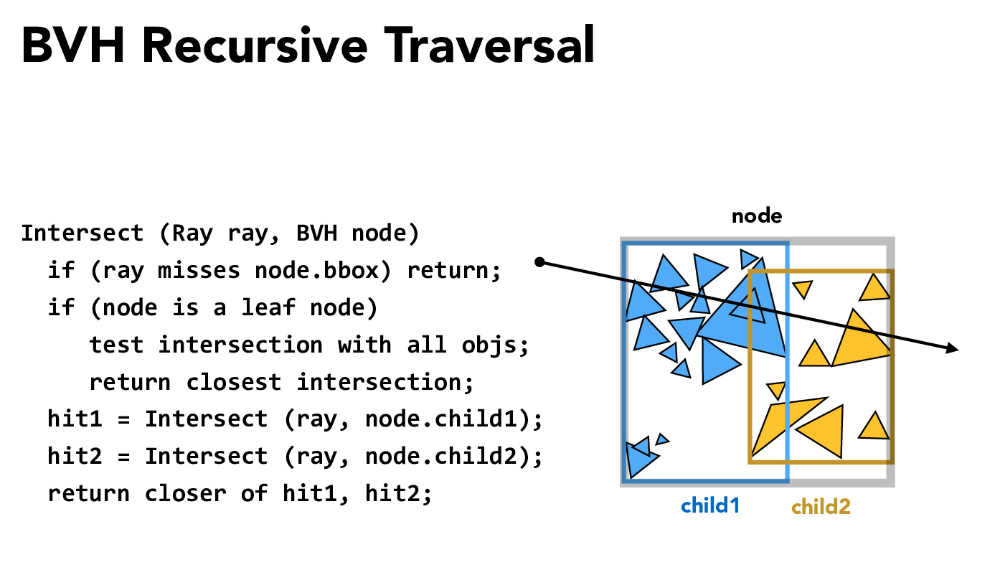 BVH Recursive Traversal
Intersect (Ray ray, BVH node)
if (ray misses node.bbox) return;
if (node is a leaf node)
test intersection with all objs;
return closest intersection;
hit1 = Intersect (ray, node.child1);
hit2 = Intersect (ray, node.child2);
return closer of hit1, hit2;
node
child1
child2